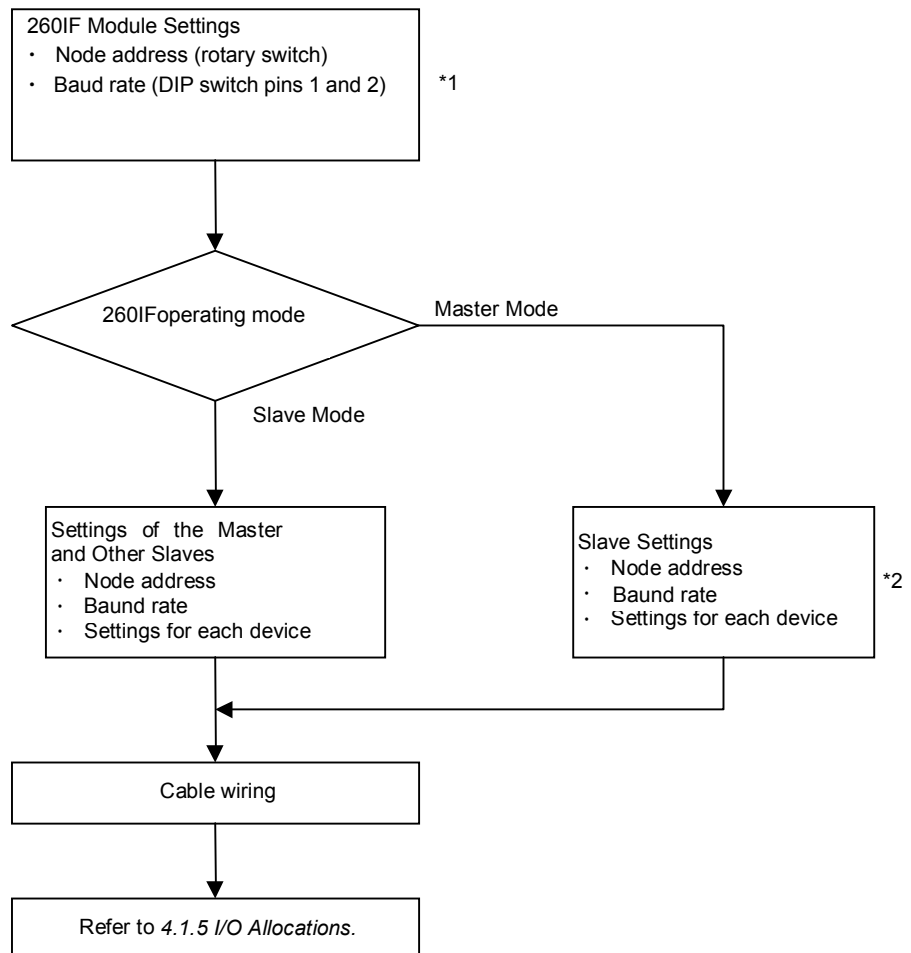 260IF Module Settings
・ Node address (rotary switch)
・ Baud rate (DIP switch pins 1 and 2)
*1
260IFoperating mode
Master Mode
Slave Mode
Settings of the Master
and Other Slaves
・ Node address
・ Baund rate
・ Settings for each device
Slave Settings
・ Node address
・ Baund rate
・ Settings for each device
*2
Cable wiring
Refer to 4.1.5 I/O Allocations.